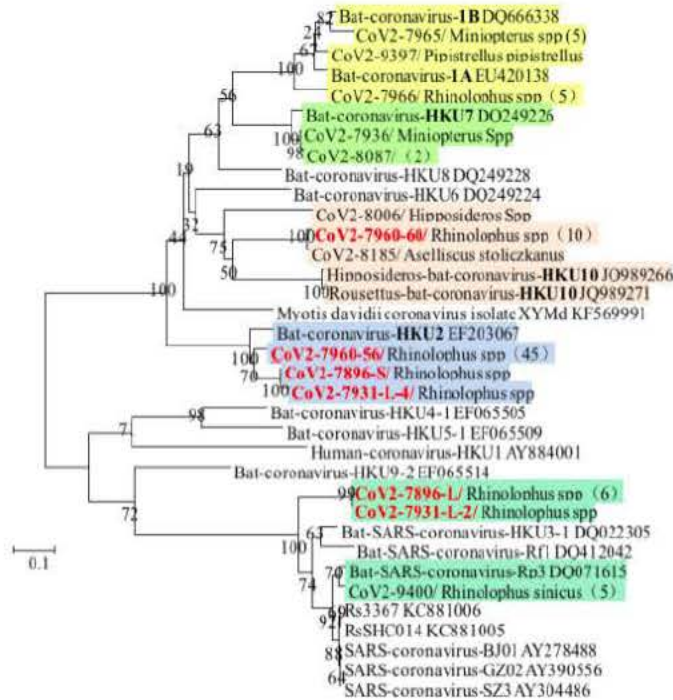 82 Bat-coronavirus-1B DQ666338
24 CoV2-7965/ Miniopterus spp (5)
62 CoV2-9397/ Pipistrellus pipistrellus
100 Bat-coronavirus-1A EU420138
56 CoV2-7966/ Rhinolophus spp (5)
Bat-coronavirus-HKU7 DQ249226
63 100 CoV2-7936/ Miniopterus Spp
98 CoV2-8087/ (2)
19 Bat-coronavirus-HKU8 DQ249228
Bat-coronavirus-HKU6 DQ249224
32 CoV2-8006/ Hipposideros Spp
44 75 100 CoV2-7960-60/ Rhinolophus spp (10)
CoV2-8185/ Aselliscus stoliczkanus
50 Hipposideros-bat-coronavirus-HKU10 JQ989266
100 100 Rousettus-bat-coronavirus-HKU10 JQ989271
Myotis davidii coronavirus isolate XYMd KF569991
Bat-coronavirus-HKU2 EF203067
100 CoV2-7960-56/ Rhinolophus spp (45)
70 CoV2-7896-S/ Rhinolophus spp
100 CoV2-7931-L-4/ Rhinolophus spp
98 Bat-coronavirus-HKU4-1 EF065505
7 Bat-coronavirus-HKU5-1 EF065509
Human-coronavirus-HKU1 AY884001
Bat-coronavirus-HKU9-2 EF065514
99 CoV2-7896-L/ Rhinolophus spp (6)
72 CoV2-7931-L-2/ Rhinolophus spp
63 Bat-SARS-coronavirus-HKU3-1 DQ022305
100 Bat-SARS-coronavirus-Rf1 DQ412042
0.1
70 Bat-SARS-coronavirus-Rp3 DQ071615
74 CoV2-9400/ Rhinolophus sinicus (5)
Rs3367 KC881006
RsSHC014 KC881005
88 SARS-coronavirus-BJ01 AY278488
SARS-coronavirus-GZ02 AY390556
64 SARS-coronavirus-SZ3 AY304486